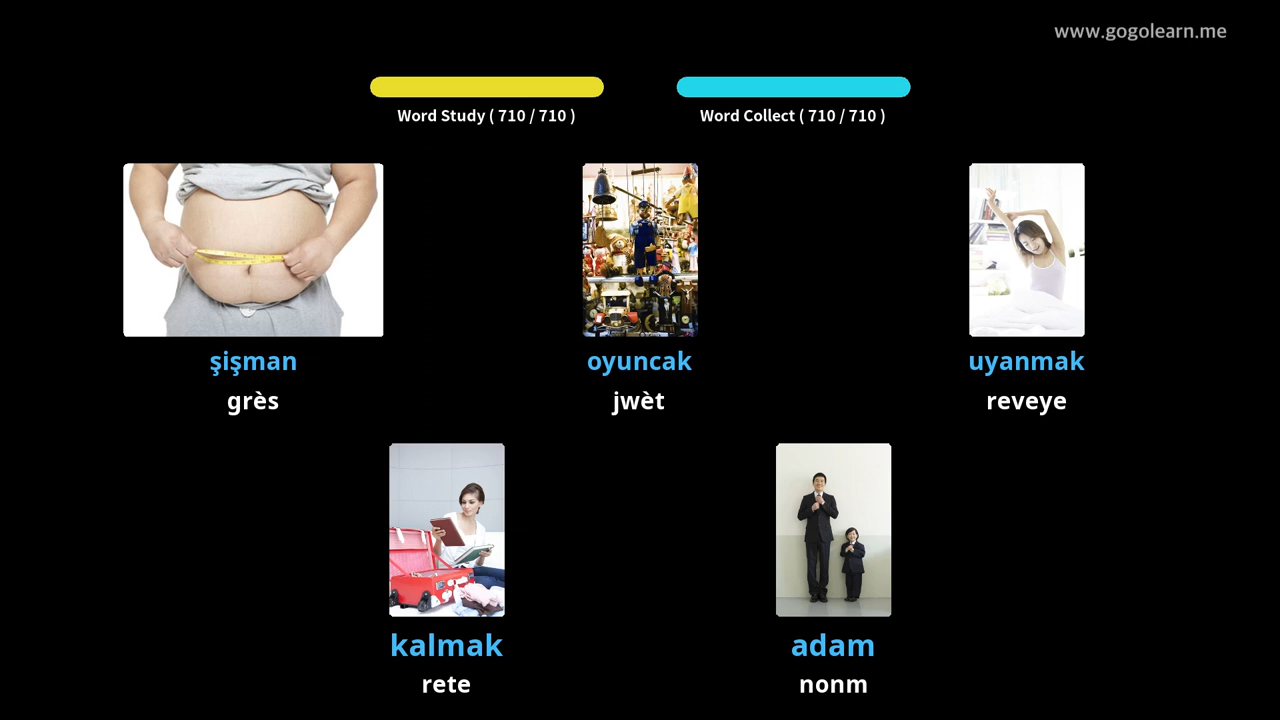 www.gogolearn.me
Word Study ( 710 / 710 )
Word Collect ( 710 / 710 )
şişman
grès
oyuncak
jwèt
uyanmak
reveye
kalmak
rete
adam
nonm